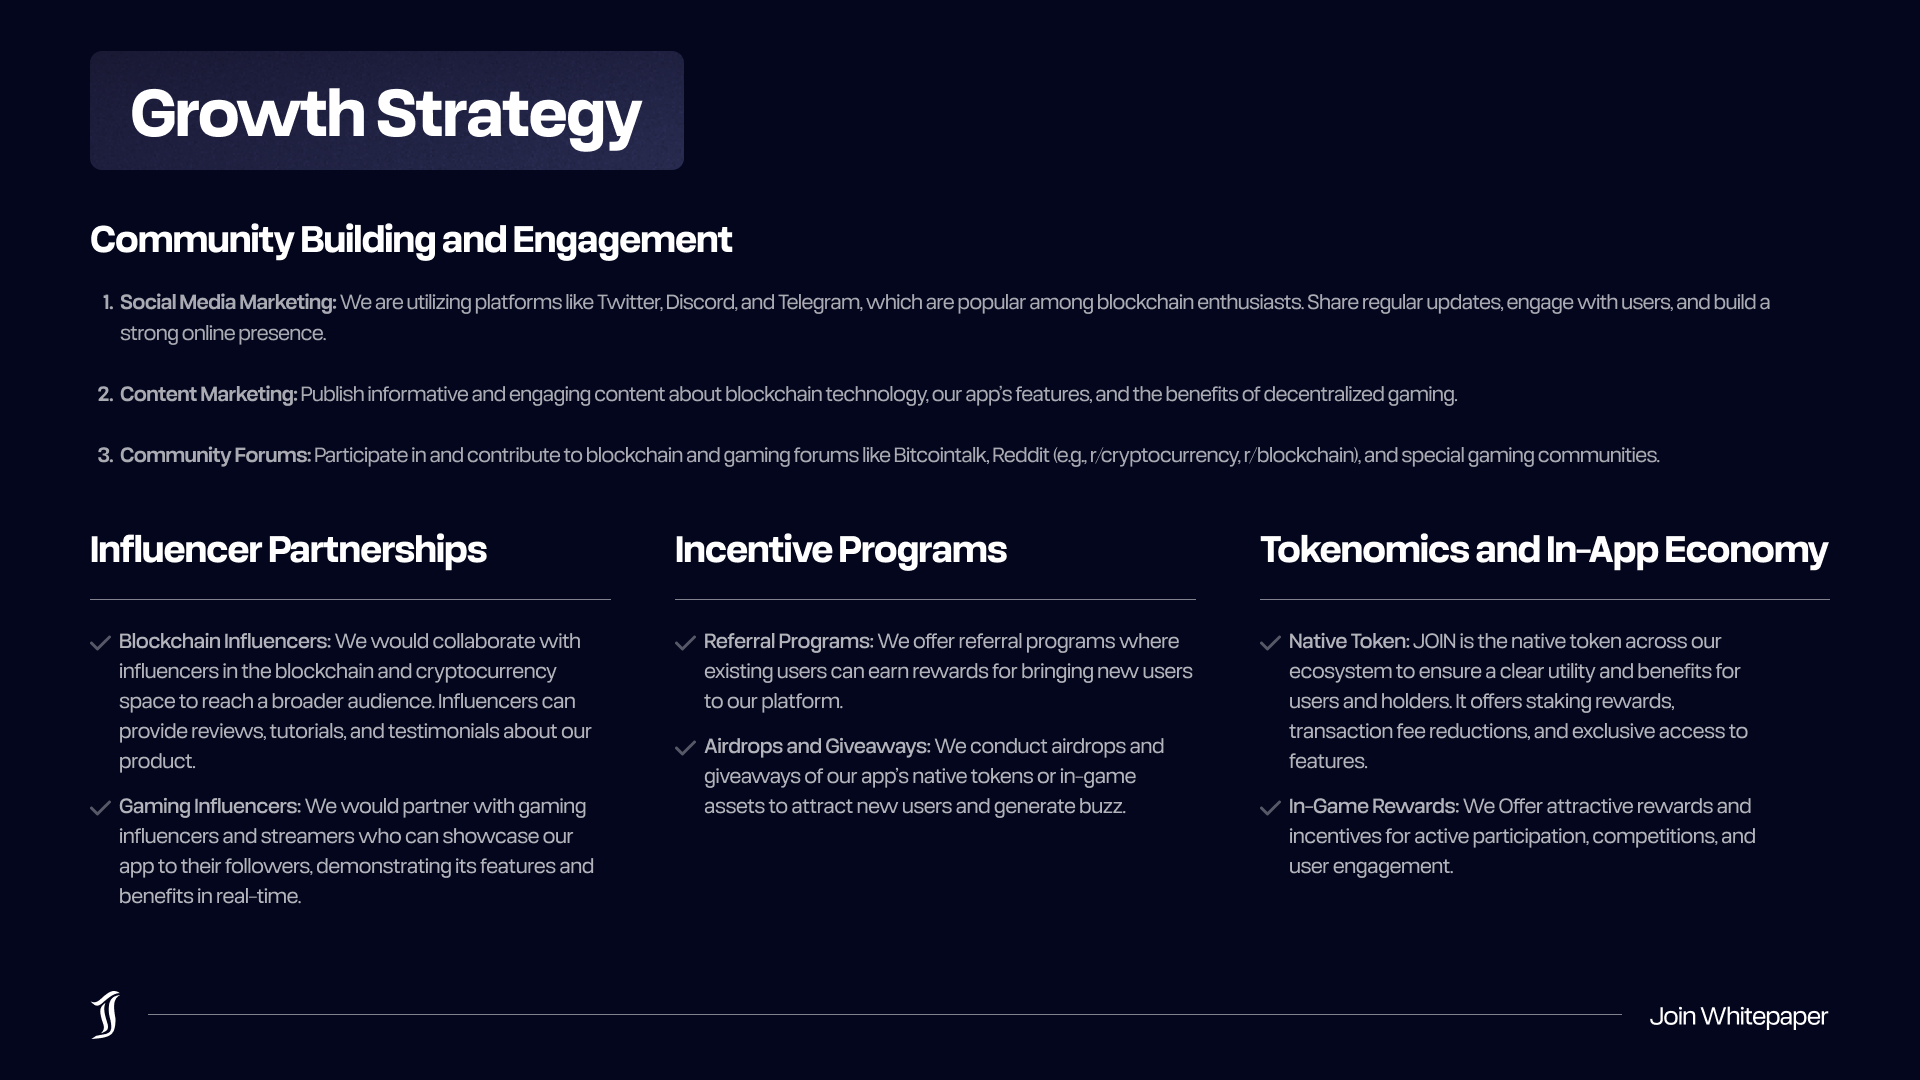 Growth Strategy
Community Building and Engagement
1. Social Media Marketing: We are utilizing platforms like Twitter, Discord, and Telegram, which are popular among blockchain enthusiasts. Share regular updates, engage with users, and build a
strong online presence.
2. Content Marketing: Publish informative and engaging content about blockchain technology, our app's features, and the benefits of decentralized gaming.
3. Community Forums: Participate in and contribute to blockchain and gaming forums like Bitcointalk, Reddit (e.g., r/cryptocurrency, r/blockchain), and special gaming communities.
Influencer Partnerships
Blockchain Influencers: We would collaborate with
influencers in the blockchain and cryptocurrency
space to reach a broader audience. Influencers can
provide reviews, tutorials, and testimonials about our
product.
Gaming Influencers: We would partner with gaming
influencers and streamers who can showcase our
app to their followers, demonstrating its features and
benefits in real-time.
Incentive Programs
Referral Programs: We offer referral programs where
existing users can earn rewards for bringing new users
to our platform.
Airdrops and Giveaways: We conduct airdrops and
giveaways of our app's native tokens or in-game
assets to attract new users and generate buzz.
Tokenomics and In-App Economy
Native Token: JOIN is the native token across our
ecosystem to ensure a clear utility and benefits for
users and holders. It offers staking rewards,
transaction fee reductions, and exclusive access to
features.
In-Game Rewards: We Offer attractive rewards and
incentives for active participation, competitions, and
user engagement.
Join Whitepaper